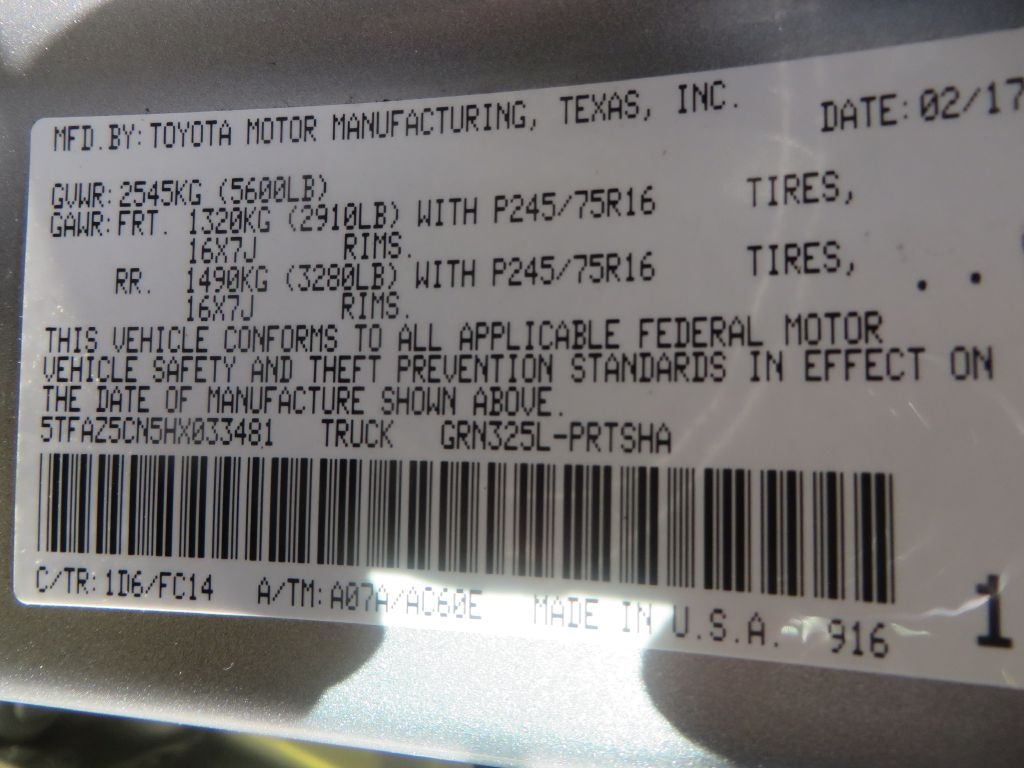 MFD.BY: TOYOTA MOTOR MANUFACTURING, TEXAS, INC. DATE: 02/17
GVWR: 2545KG (5600LB)
GAWR: FRT. 1320KG (2910LB) WITH P245/75R16 TIRES,
16X7J RIMS.
RR. 1490KG (3280LB) WITH P245/75R16 TIRES,
16X7J RIMS.
THIS VEHICLE CONFORMS TO ALL APPLICABLE FEDERAL MOTOR
VEHICLE SAFETY AND THEFT PREVENTION STANDARDS IN EFFECT ON
THE DATE OF MANUFACTURE SHOWN ABOVE.
5TFAZ5CN5HX033481 TRUCK GRN325L-PRTSHA
C/TR: 1D6/FC14 A/TM: A07A/AC60E MADE IN U.S.A. 916 1